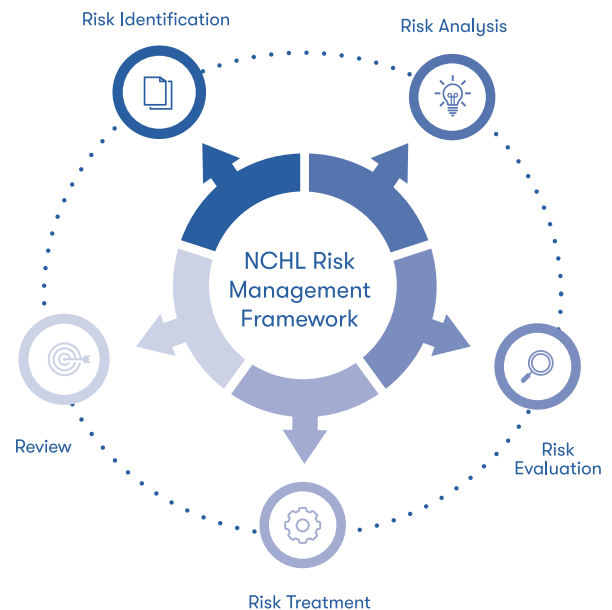 Risk Identification
Risk Analysis
NCHL Risk
Management
Framework
Review
Risk
Evaluation
Risk Treatment